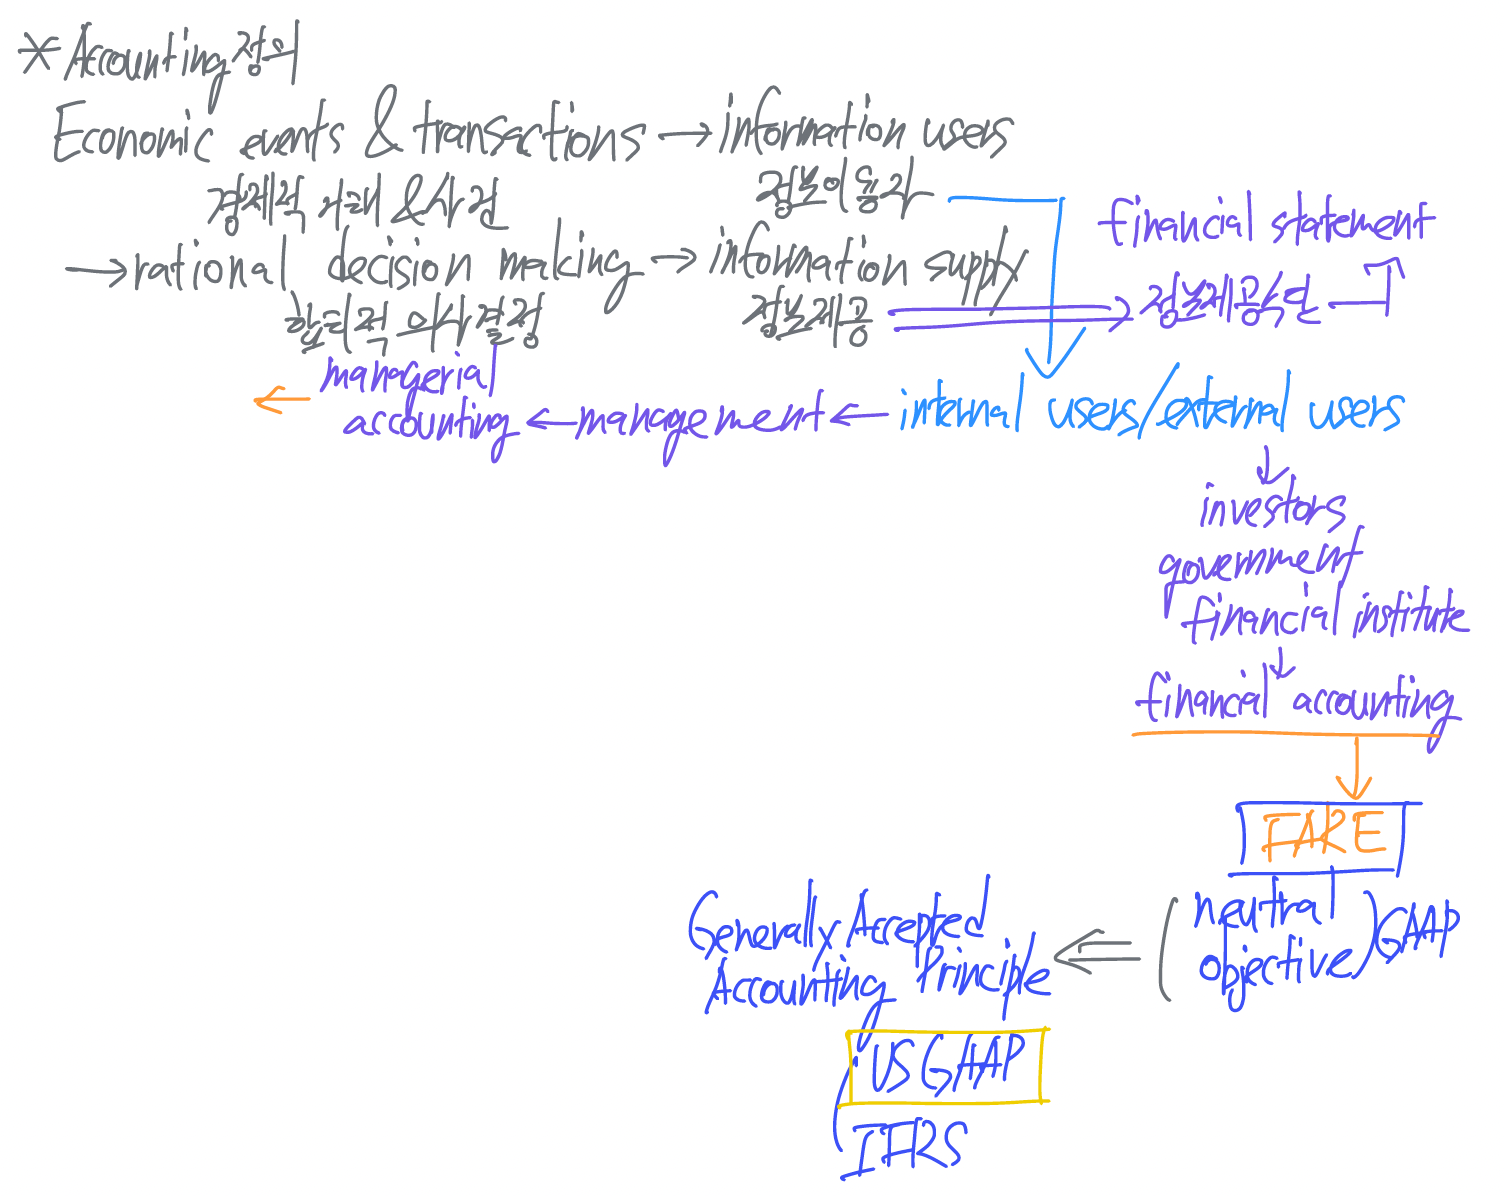 * Accounting 정의
Economic events & transactions → information users
경제적 거래 & 사건 정보이용자
→ rational decision making → information supply
합리적 의사결정 정보제공 ⇒ 정보제공수단
financial statement
internal users/external users
← managerial
accounting ← management ←
↓
investors
government
financial institute
↓
financial accounting
↓
FARE
(neutral
objective) GAAP
⇐
Generally Accepted
Accounting Principle
US GAAP
IFRS